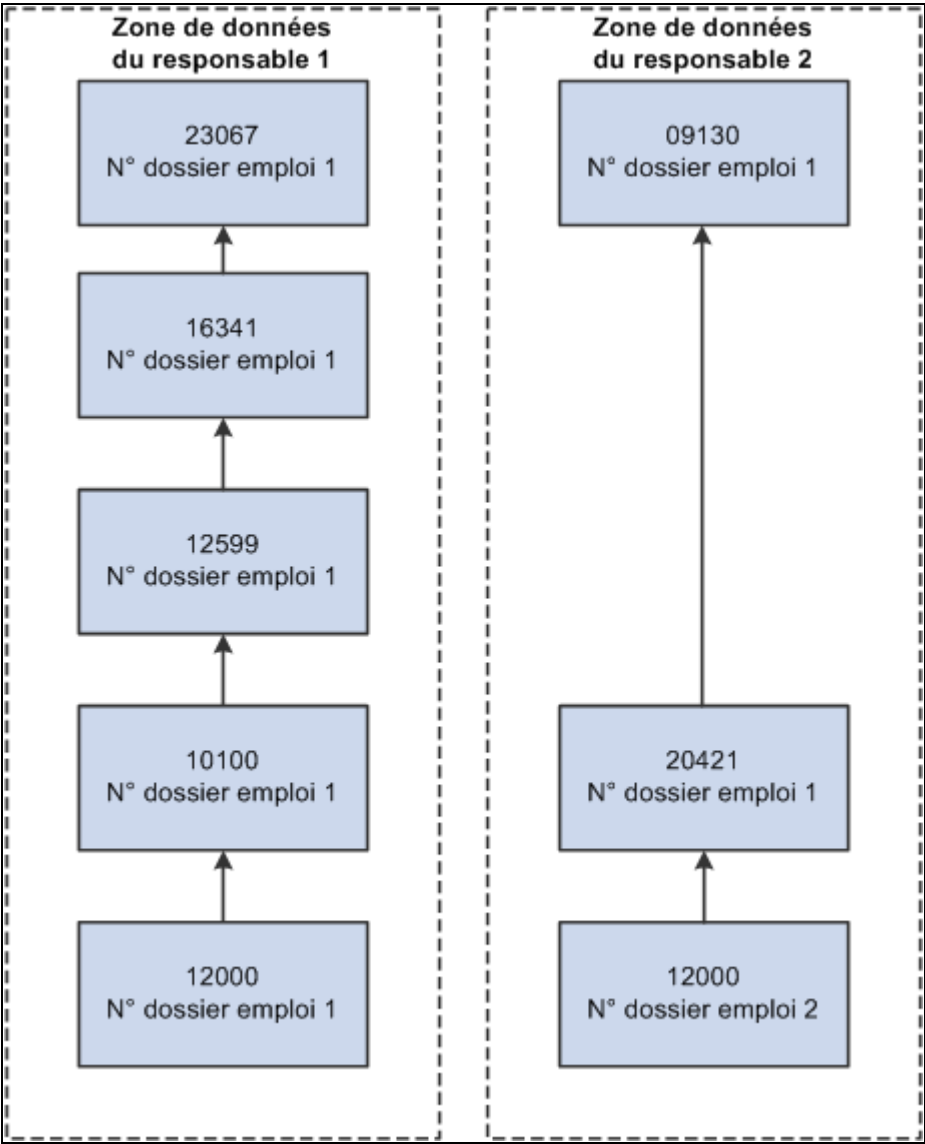 Zone de données
du responsable 1
23067
N° dossier emploi 1
16341
N° dossier emploi 1
12599
N° dossier emploi 1
10100
N° dossier emploi 1
12000
N° dossier emploi 1
Zone de données
du responsable 2
09130
N° dossier emploi 1
20421
N° dossier emploi 1
12000
N° dossier emploi 2